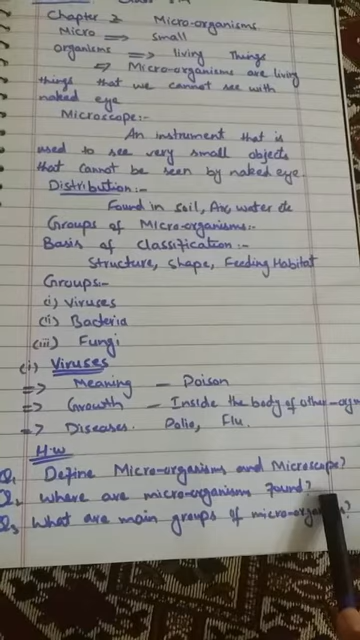 Chapter 2 Micro-organisms
Micro ⇒ small
organisms ⇒ living Things
⇒ Micro-organisms are living
things that we cannot see with
naked eye
Microscope:-
An instrument that is
used to see very small objects
that cannot be seen by naked eye.
Distribution:-
Found in soil, Air, water etc
Groups of Micro-organisms:-
Basis of Classification:-
Structure, Shape, Feeding Habitat
Groups:-
(i) Viruses
(ii) Bacteria
(iii) Fungi
(i) Viruses
⇒ Meaning - Poison
⇒ Growth - Inside the body of other-
⇒ Diseases. Polio, Flu.
H.W
Q1 Define Micro-organisms and Microscope?
Q2 Where are micro-organisms found?
Q3 What are main groups of micro-organisms?